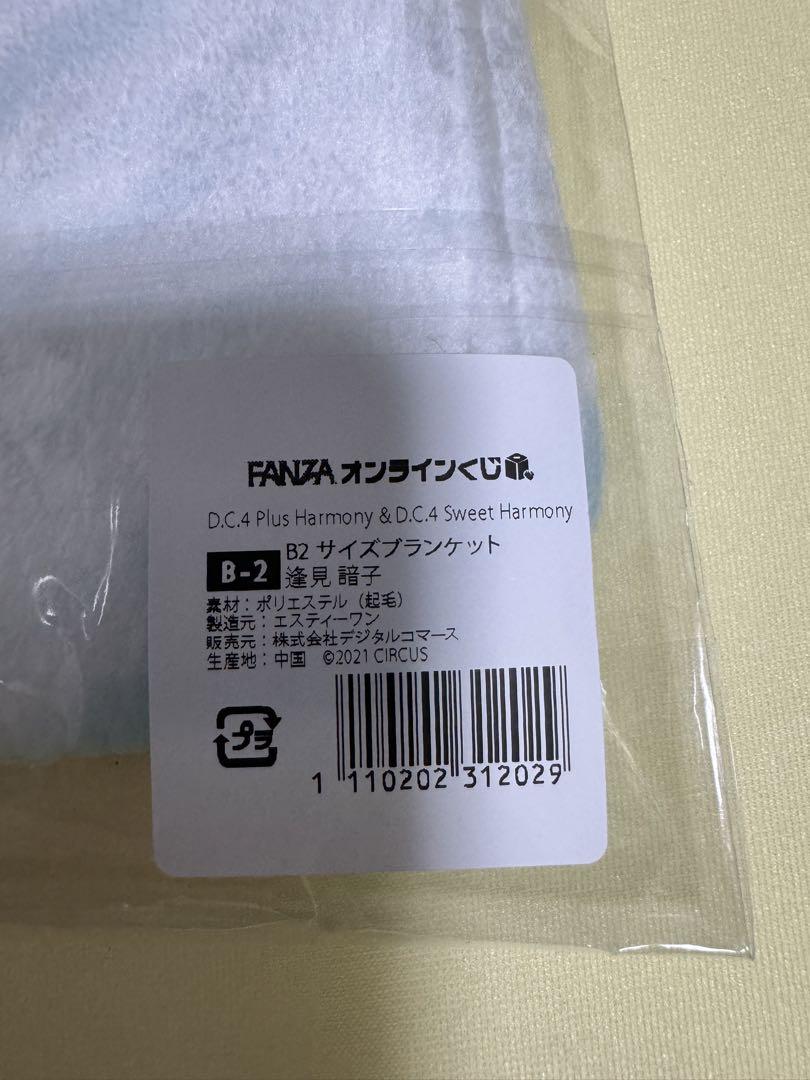 FANZA オンラインくじ
D.C.4 Plus Harmony & D.C.4 Sweet Harmony
B-2
B2 サイズブランケット
逢見 諳子
素材：ポリエステル（起毛）
製造元：エスティーワン
販売元：株式会社デジタルコマース
生産地：中国 ©2021 CIRCUS
プラ
1 110202 312029